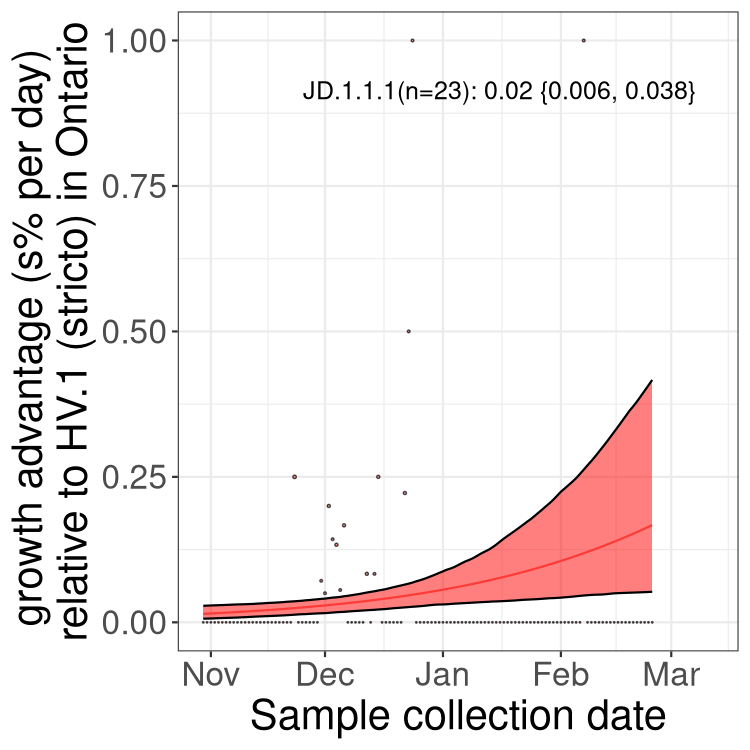 growth advantage (s% per day)
relative to HV.1 (stricto) in Ontario
1.00
0.75
0.50
0.25
0.00
JD.1.1.1(n=23): 0.02 {0.006, 0.038}
Nov Dec Jan Feb Mar
Sample collection date